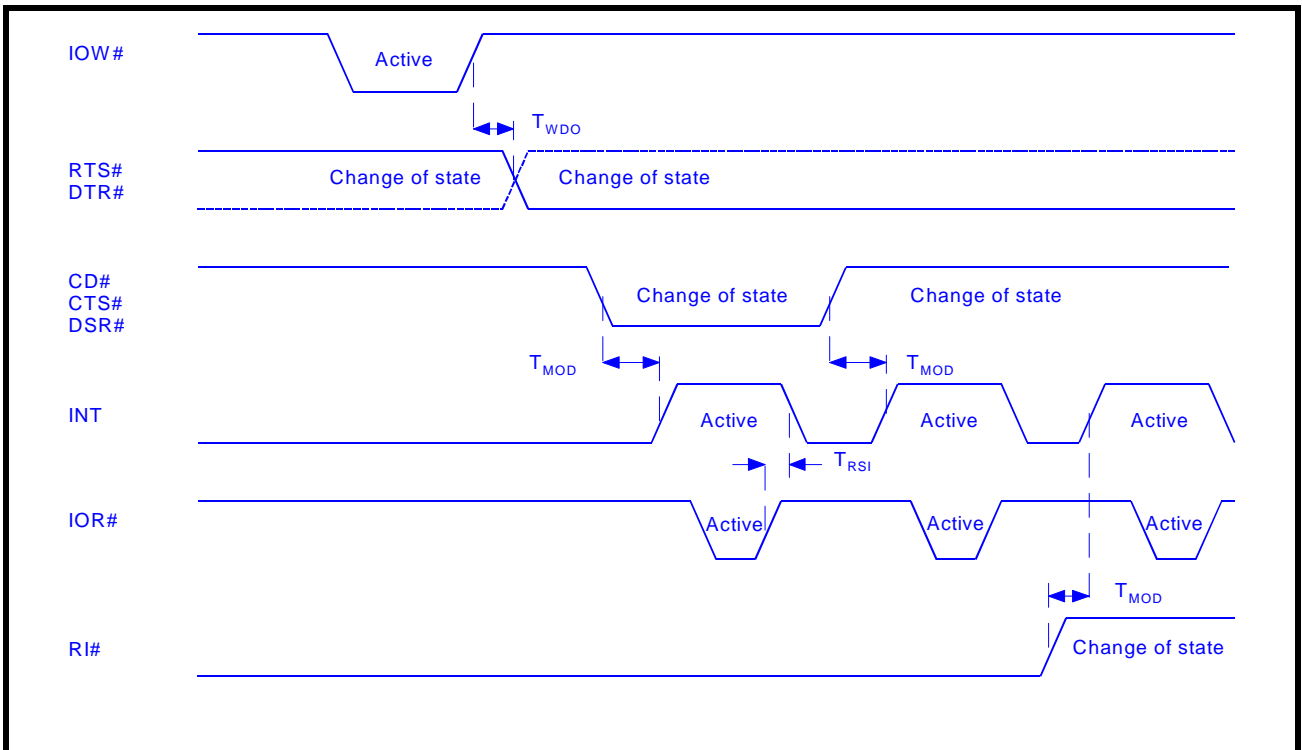 IOW#
Active
TWDO
RTS#
DTR#
Change of state
Change of state
CD#
CTS#
DSR#
Change of state
Change of state
TMOD
TMOD
INT
Active
Active
Active
TRSI
IOR#
Active
Active
Active
TMOD
RI#
Change of state